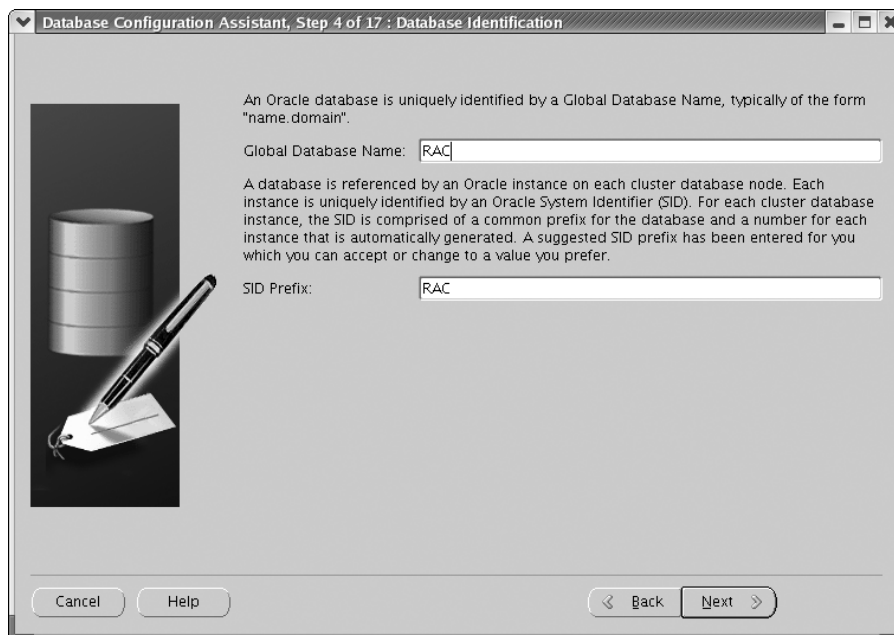 Database Configuration Assistant, Step 4 of 17 : Database Identification
An Oracle database is uniquely identified by a Global Database Name, typically of the form
"name.domain".
Global Database Name: RAC
A database is referenced by an Oracle instance on each cluster database node. Each
instance is uniquely identified by an Oracle System Identifier (SID). For each cluster database
instance, the SID is comprised of a common prefix for the database and a number for each
instance that is automatically generated. A suggested SID prefix has been entered for you
which you can accept or change to a value you prefer.
SID Prefix: RAC
Cancel Help Back Next